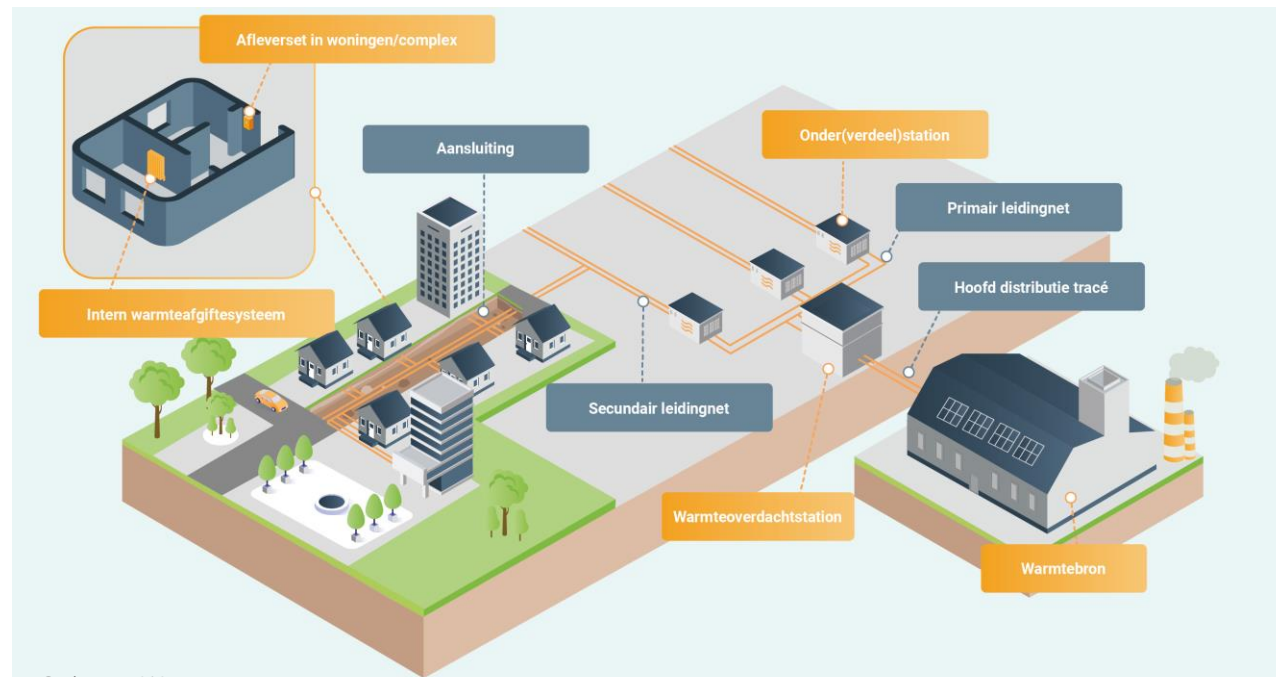 Afleverset in woningen/complex
Aansluiting
Onder(verdeel)station
Primair leidingnet
Hoofd distributie tracé
Intern warmteafgiftesysteem
Secundair leidingnet
Warmteoverdachtstation
Warmtebron